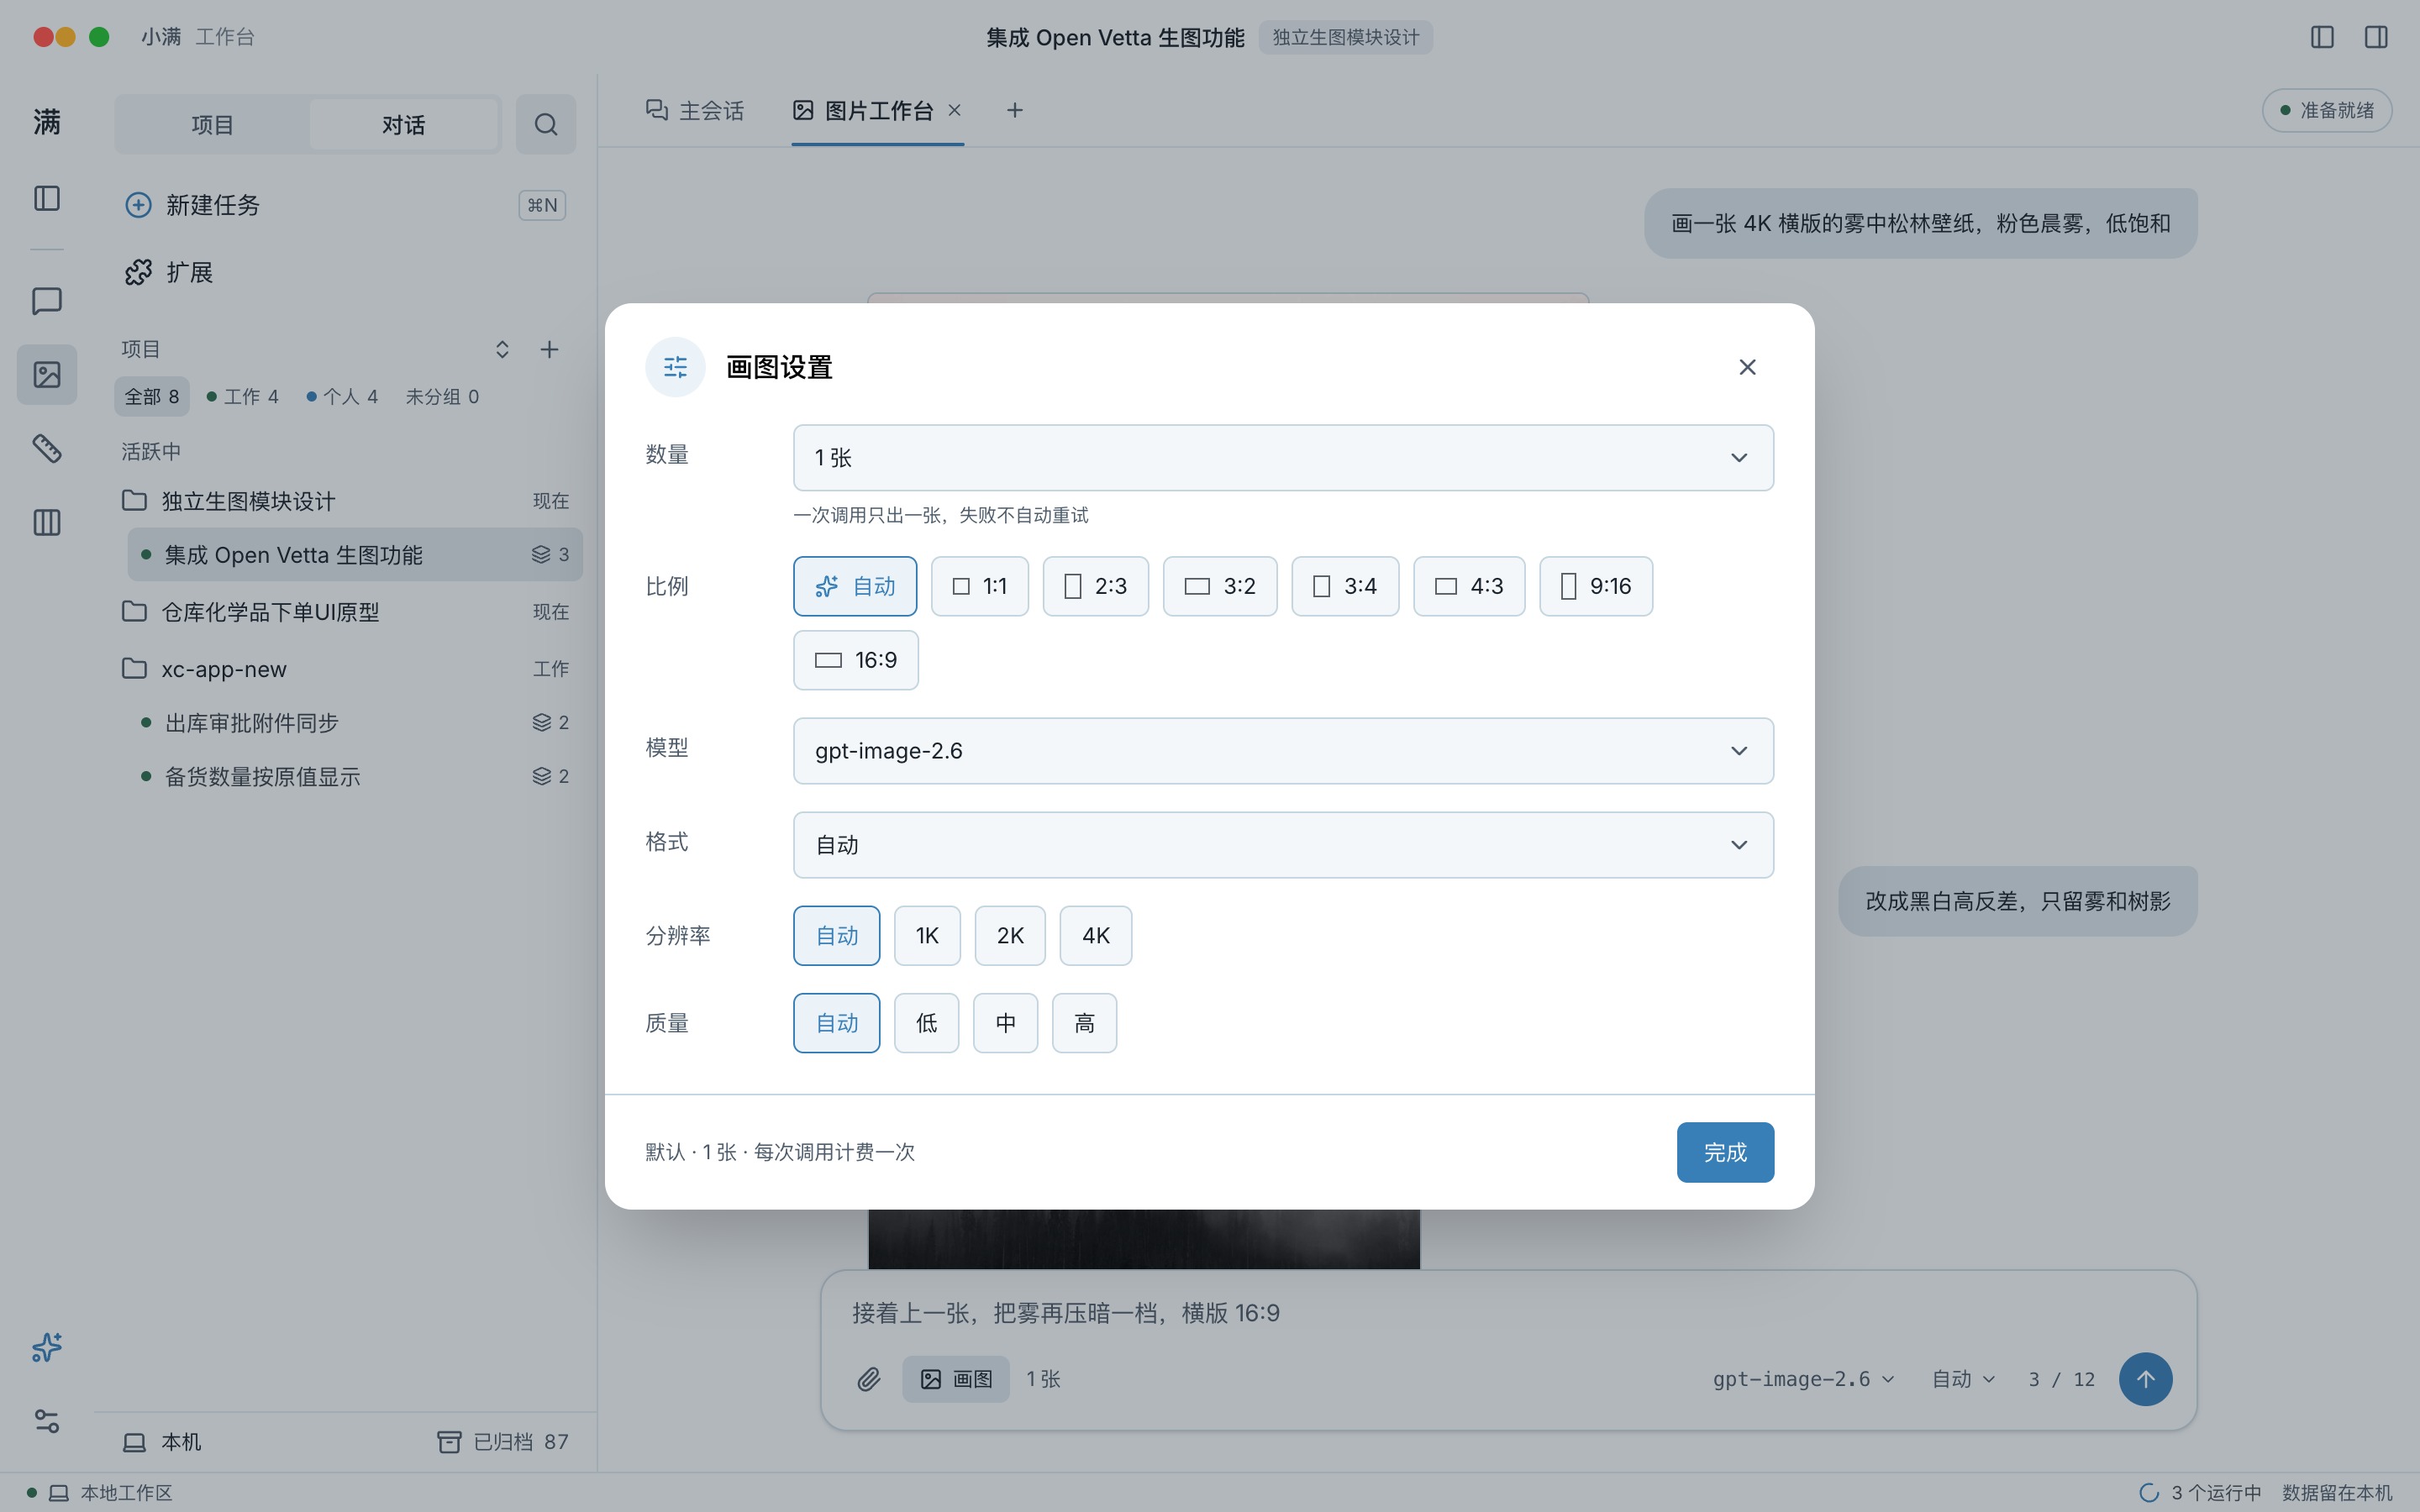 小满 工作台
集成 Open Vetta 生图功能 独立生图模块设计
满
项目 对话
新建任务 ⌘N
扩展
项目
全部 8 工作 4 个人 4 未分组 0
活跃中
独立生图模块设计 现在
集成 Open Vetta 生图功能 3
仓库化学品下单UI原型 现在
xc-app-new 工作
出库审批附件同步 2
备货数量按原值显示 2
本机 已归档 87
主会话 图片工作台 准备就绪
画一张 4K 横版的雾中松林壁纸，粉色晨雾，低饱和
画图设置
数量 1 张
一次调用只出一张，失败不自动重试
比例 自动 1:1 2:3 3:2 3:4 4:3 9:16
16:9
模型 gpt-image-2.6
格式 自动
分辨率 自动 1K 2K 4K
质量 自动 低 中 高
默认 · 1 张 · 每次调用计费一次 完成
改成黑白高反差，只留雾和树影
接着上一张，把雾再压暗一档，横版 16:9
画图 1 张 gpt-image-2.6 自动 3 / 12
本地工作区 3 个运行中 数据留在本机